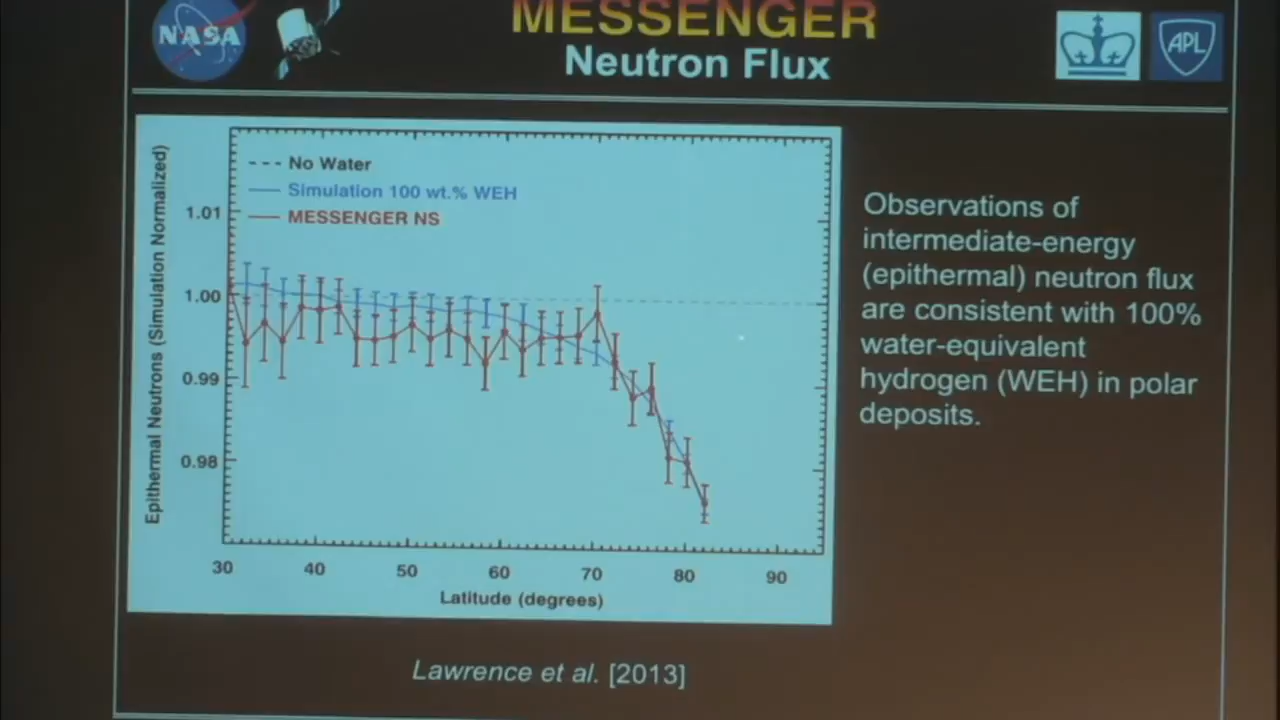 NASA
MESSENGER
Neutron Flux
APL
No Water
Simulation 100 wt.% WEH
MESSENGER NS
Epithermal Neutrons (Simulation Normalized)
1.01
1.00
0.99
0.98
30 40 50 60 70 80 90
Latitude (degrees)
Observations of
intermediate-energy
(epithermal) neutron flux
are consistent with 100%
water-equivalent
hydrogen (WEH) in polar
deposits.
Lawrence et al. [2013]